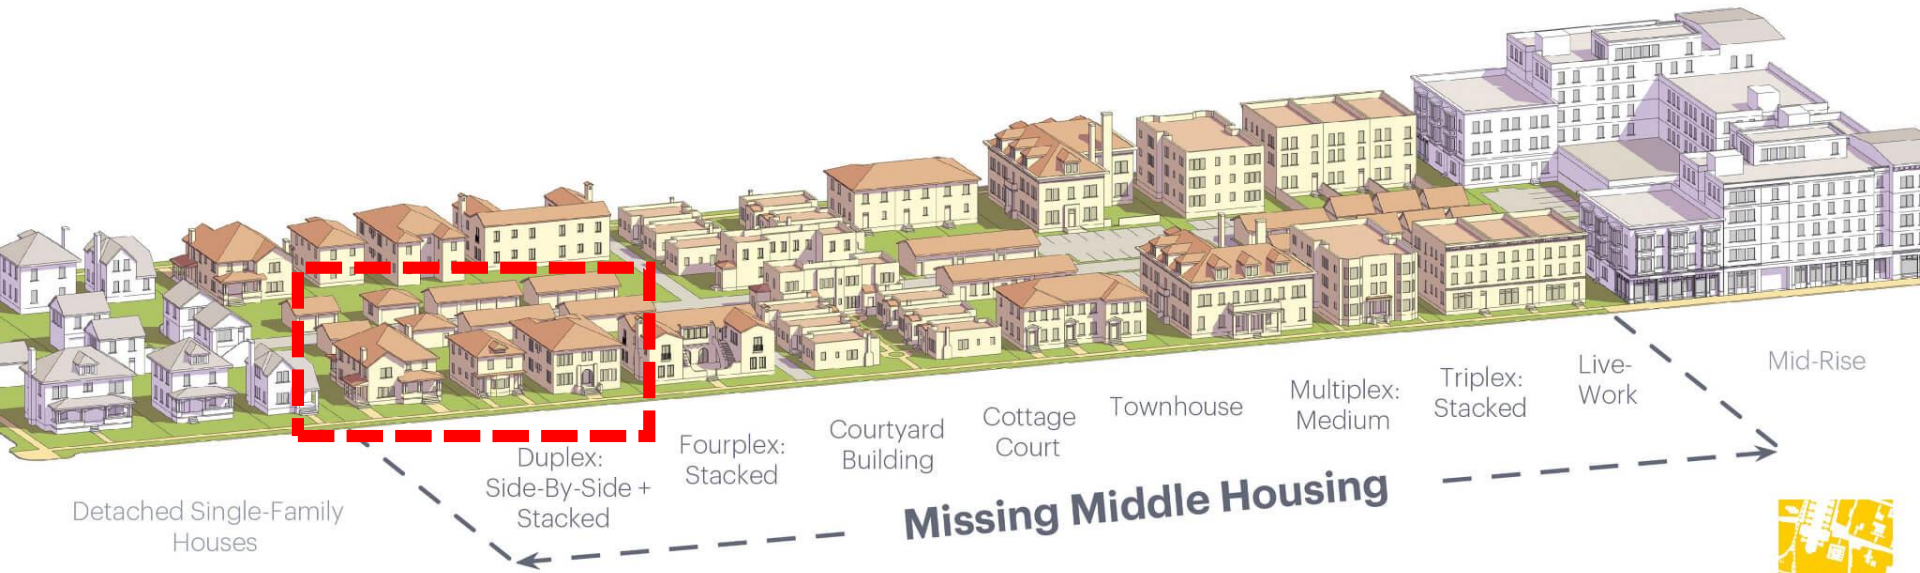 Detached Single-Family
Houses
Duplex:
Side-By-Side +
Stacked
Fourplex:
Stacked
Courtyard
Building
Cottage
Court
Townhouse
Multiplex:
Medium
Triplex:
Stacked
Live-
Work
Mid-Rise
Missing Middle Housing